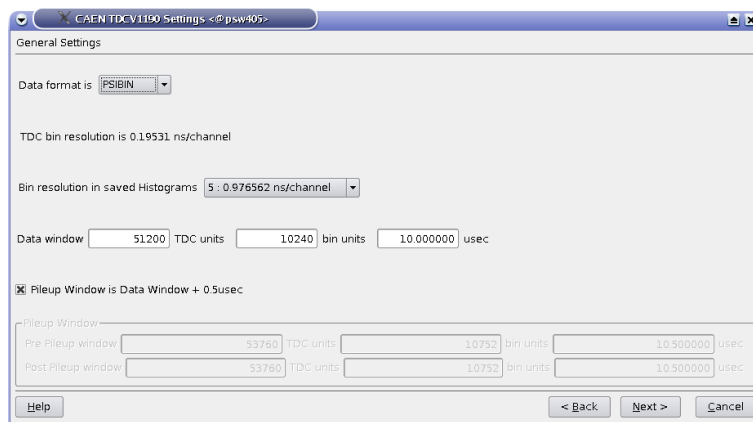 CAEN TDCV1190 Settings <@psw405>
General Settings
Data format is PSIBIN
TDC bin resolution is 0.19531 ns/channel
Bin resolution in saved Histograms 5 : 0.976562 ns/channel
Data window 51200 TDC units 10240 bin units 10.000000 usec
Pileup Window is Data Window + 0.5usec
Pileup Window
Pre Pileup window 53760 TDC units 10752 bin units 10.500000 usec
Post Pileup window 53760 TDC units 10752 bin units 10.500000 usec
Help < Back Next > Cancel